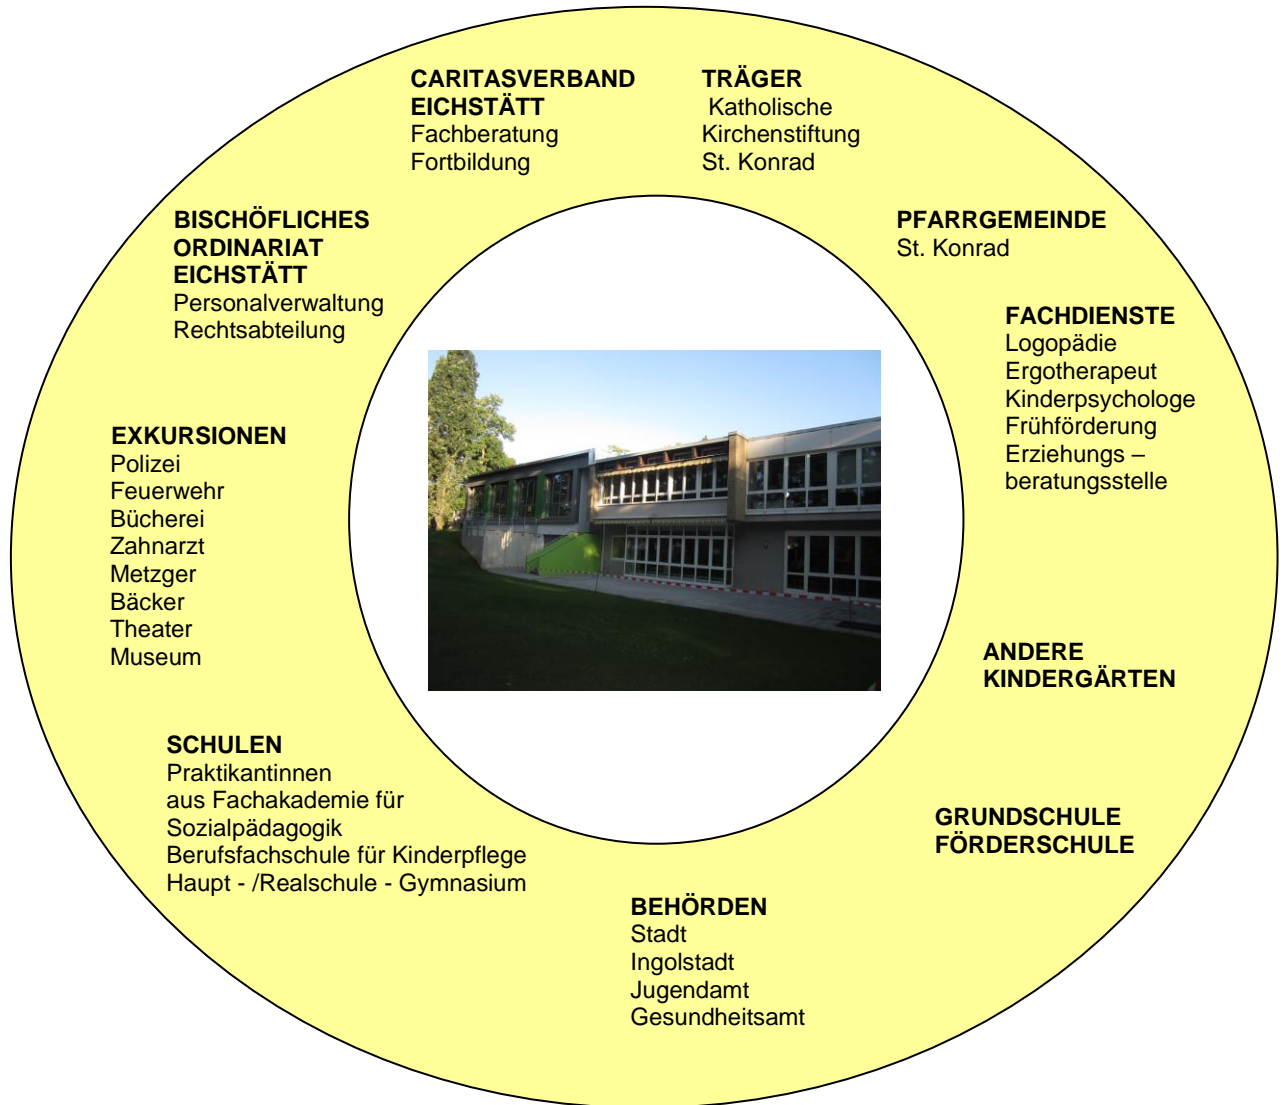 CARITASVERBAND
EICHSTÄTT
Fachberatung
Fortbildung
TRÄGER
Katholische
Kirchenstiftung
St. Konrad
BISCHÖFLICHES
ORDINARIAT
EICHSTÄTT
Personalverwaltung
Rechtsabteilung
PFARRGEMEINDE
St. Konrad
FACHDIENSTE
Logopädie
Ergotherapeut
Kinderpsychologe
Frühförderung
Erziehungs –
beratungsstelle
EXKURSIONEN
Polizei
Feuerwehr
Bücherei
Zahnarzt
Metzger
Bäcker
Theater
Museum
ANDERE
KINDERGÄRTEN
SCHULEN
Praktikantinnen
aus Fachakademie für
Sozialpädagogik
Berufsfachschule für Kinderpflege
Haupt - /Realschule - Gymnasium
GRUNDSCHULE
FÖRDERSCHULE
BEHÖRDEN
Stadt
Ingolstadt
Jugendamt
Gesundheitsamt